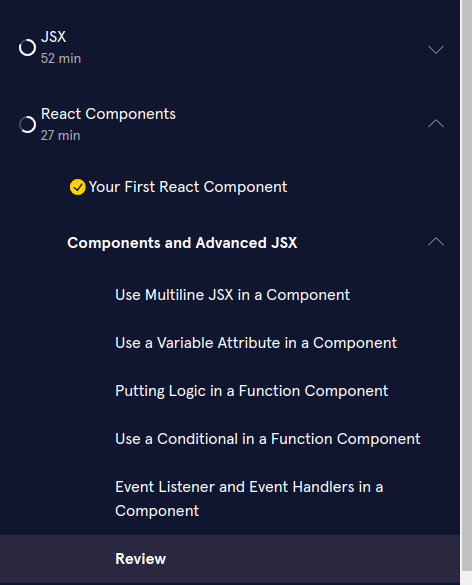 JSX
52 min
React Components
27 min
Your First React Component
Components and Advanced JSX
Use Multiline JSX in a Component
Use a Variable Attribute in a Component
Putting Logic in a Function Component
Use a Conditional in a Function Component
Event Listener and Event Handlers in a
Component
Review